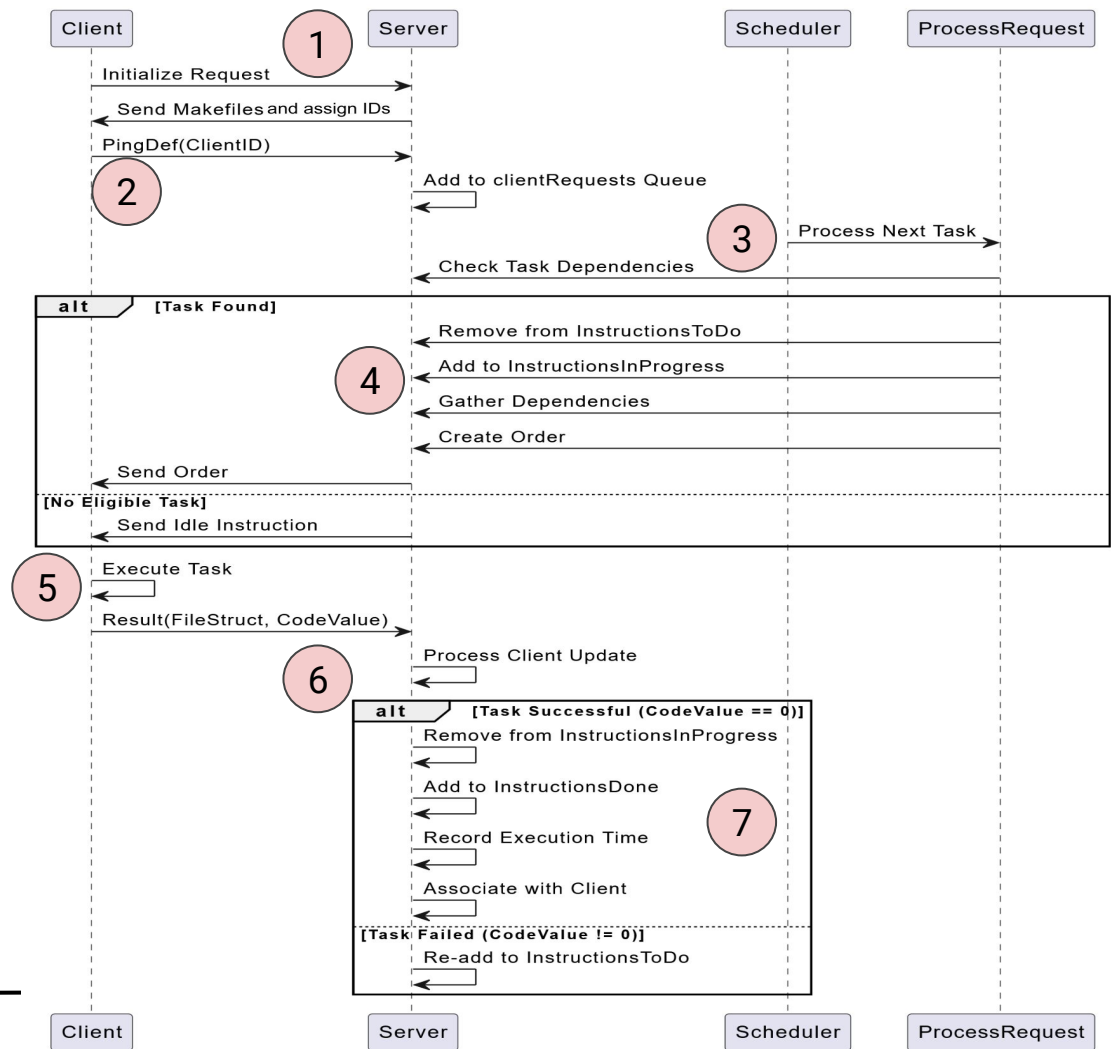 Client
Server
Scheduler
ProcessRequest
1
Initialize Request
Send Makefiles and assign IDs
PingDef(ClientID)
2
Add to clientRequests Queue
3
Process Next Task
Check Task Dependencies
alt
[Task Found]
Remove from InstructionsToDo
4
Add to InstructionsInProgress
Gather Dependencies
Create Order
Send Order
[No Eligible Task]
Send Idle Instruction
5
Execute Task
Result(FileStruct, CodeValue)
6
Process Client Update
alt
[Task Successful (CodeValue == 0)]
Remove from InstructionsInProgress
Add to InstructionsDone
7
Record Execution Time
Associate with Client
[Task Failed (CodeValue != 0)]
Re-add to InstructionsToDo
Client
Server
Scheduler
ProcessRequest